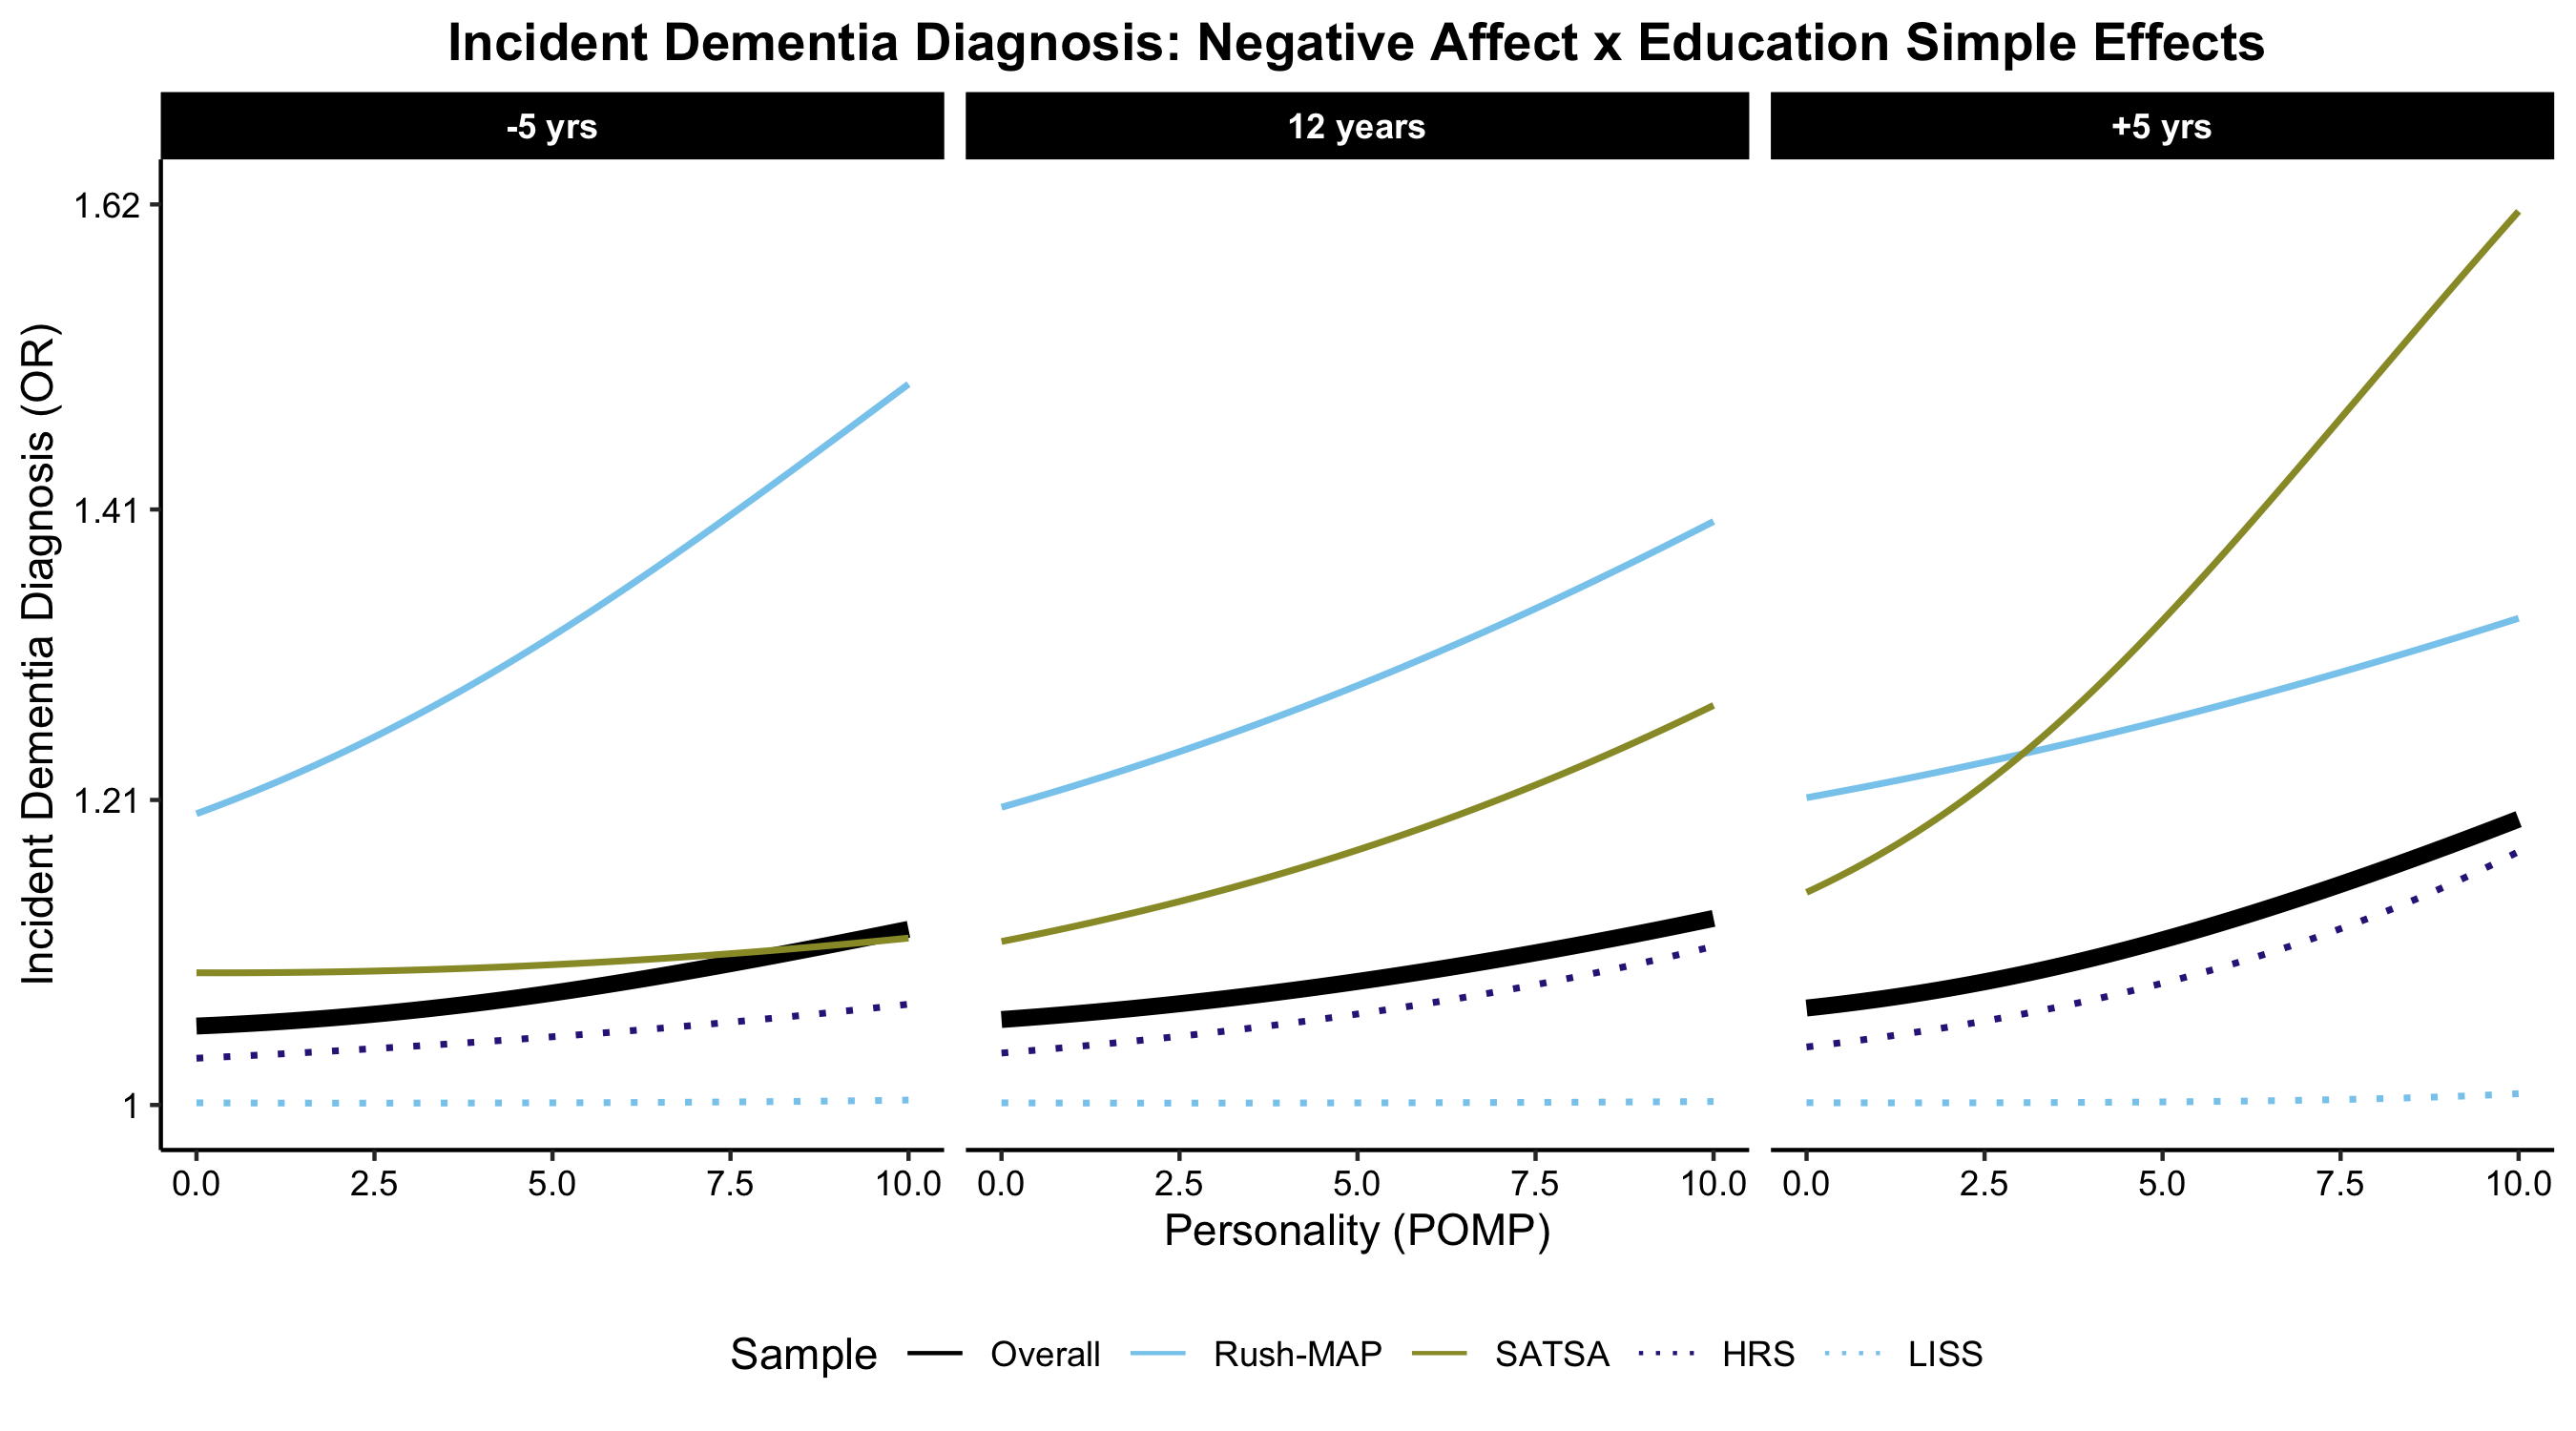 Incident Dementia Diagnosis: Negative Affect x Education Simple Effects
-5 yrs
12 years
+5 yrs
Incident Dementia Diagnosis (OR)
1.62
1.41
1.21
1
0.0 2.5 5.0 7.5 10.0
0.0 2.5 5.0 7.5 10.0
0.0 2.5 5.0 7.5 10.0
Personality (POMP)
Sample Overall Rush-MAP SATSA HRS LISS